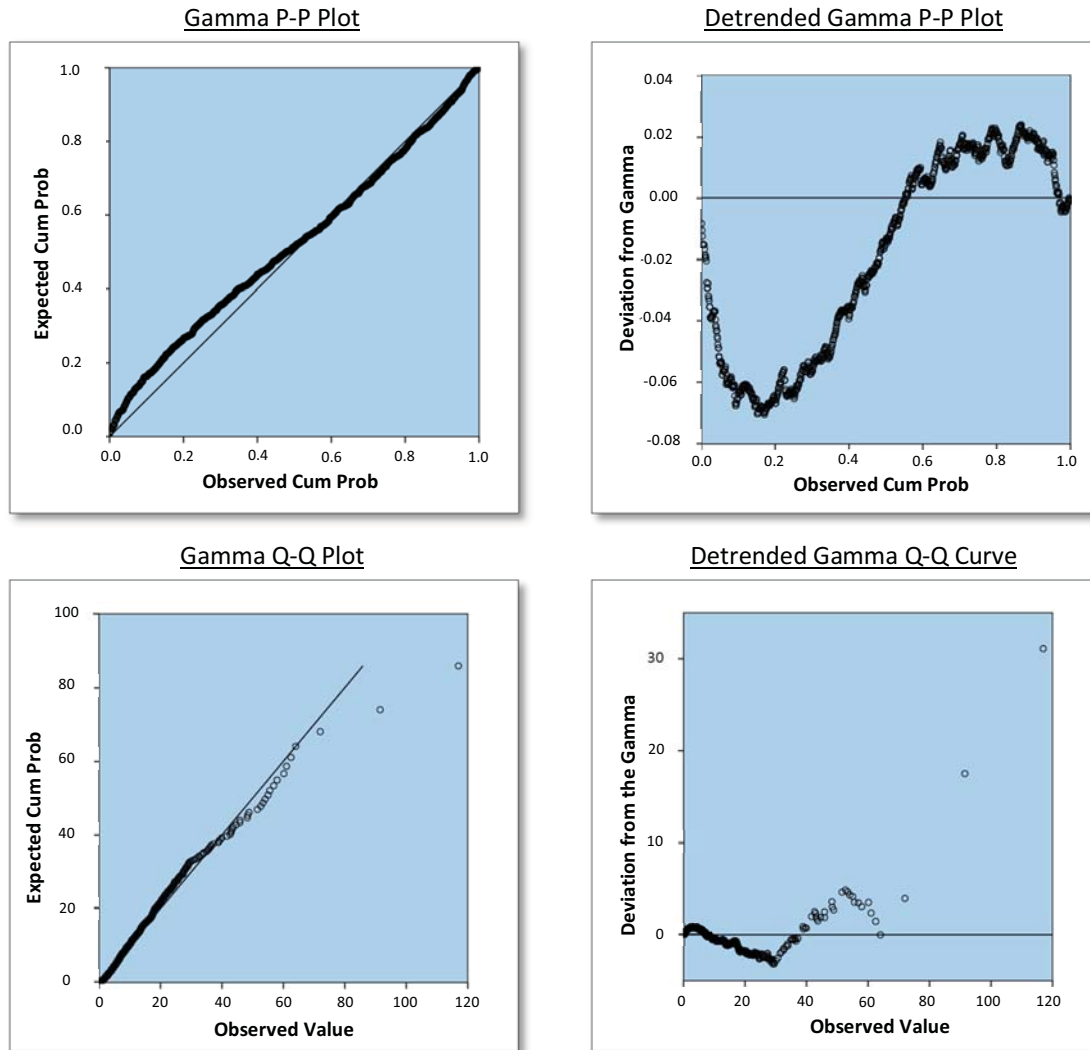 Gamma P-P Plot
1.0
0.8
0.6
0.4
0.2
0.0
0.0 0.2 0.4 0.6 0.8 1.0
Expected Cum Prob
Observed Cum Prob
Detrended Gamma P-P Plot
0.04
0.02
0.00
-0.02
-0.04
-0.06
-0.08
0.0 0.2 0.4 0.6 0.8 1.0
Deviation from Gamma
Observed Cum Prob
Gamma Q-Q Plot
100
80
60
40
20
0
0 20 40 60 80 100 120
Expected Cum Prob
Observed Value
Detrended Gamma Q-Q Curve
30
20
10
0
0 20 40 60 80 100 120
Deviation from the Gamma
Observed Value